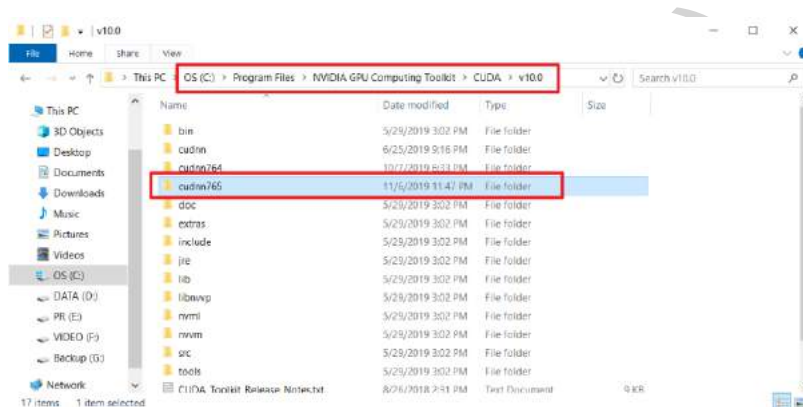 v10.0
File Home Share View
This PC > OS (C:) > Program Files > NVIDIA GPU Computing Toolkit > CUDA > v10.0 Search v10.0
Name Date modified Type Size
This PC
3D Objects
Desktop
Documents
Downloads
Music
Pictures
Videos
OS (C:)
DATA (D:)
PR (E:)
VIDEO (F:)
Backup (G:)
Network
bin 5/29/2019 3:02 PM File folder
cudnn 6/25/2019 9:16 PM File folder
cudnn764 10/7/2019 6:33 PM File folder
cudnn765 11/6/2019 11:47 PM File folder
doc 5/29/2019 3:02 PM File folder
extras 5/29/2019 3:02 PM File folder
include 5/29/2019 3:02 PM File folder
jre 5/29/2019 3:02 PM File folder
lib 5/29/2019 3:02 PM File folder
libnvvp 5/29/2019 3:02 PM File folder
nvml 5/29/2019 3:02 PM File folder
nvvm 5/29/2019 3:02 PM File folder
src 5/29/2019 3:02 PM File folder
tools 5/29/2019 3:02 PM File folder
CUDA_Toolkit_Release_Notes.txt 8/26/2018 2:31 PM Text Document 9 KB
17 items 1 item selected